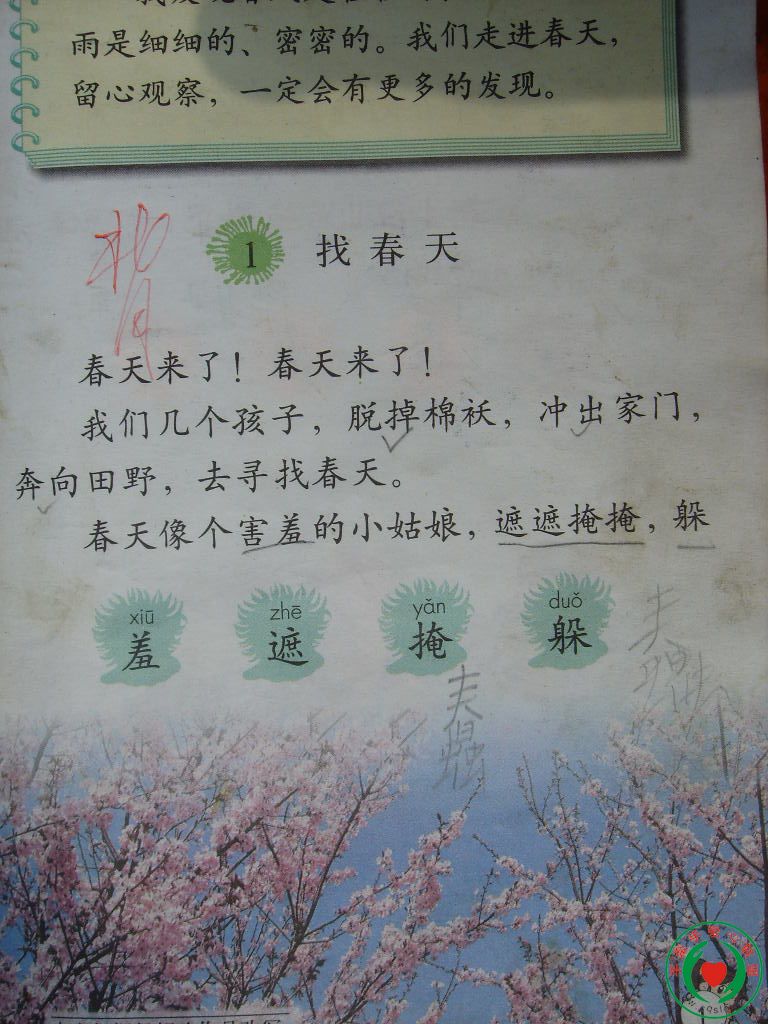 雨是细细的、密密的。我们走进春天，
留心观察，一定会有更多的发现。
背
1 找春天
春天来了！春天来了！
我们几个孩子，脱掉棉袄，冲出家门，
奔向田野，去寻找春天。
春天像个害羞的小姑娘，遮遮掩掩，躲
xiū zhē yǎn duǒ
羞 遮 掩 躲